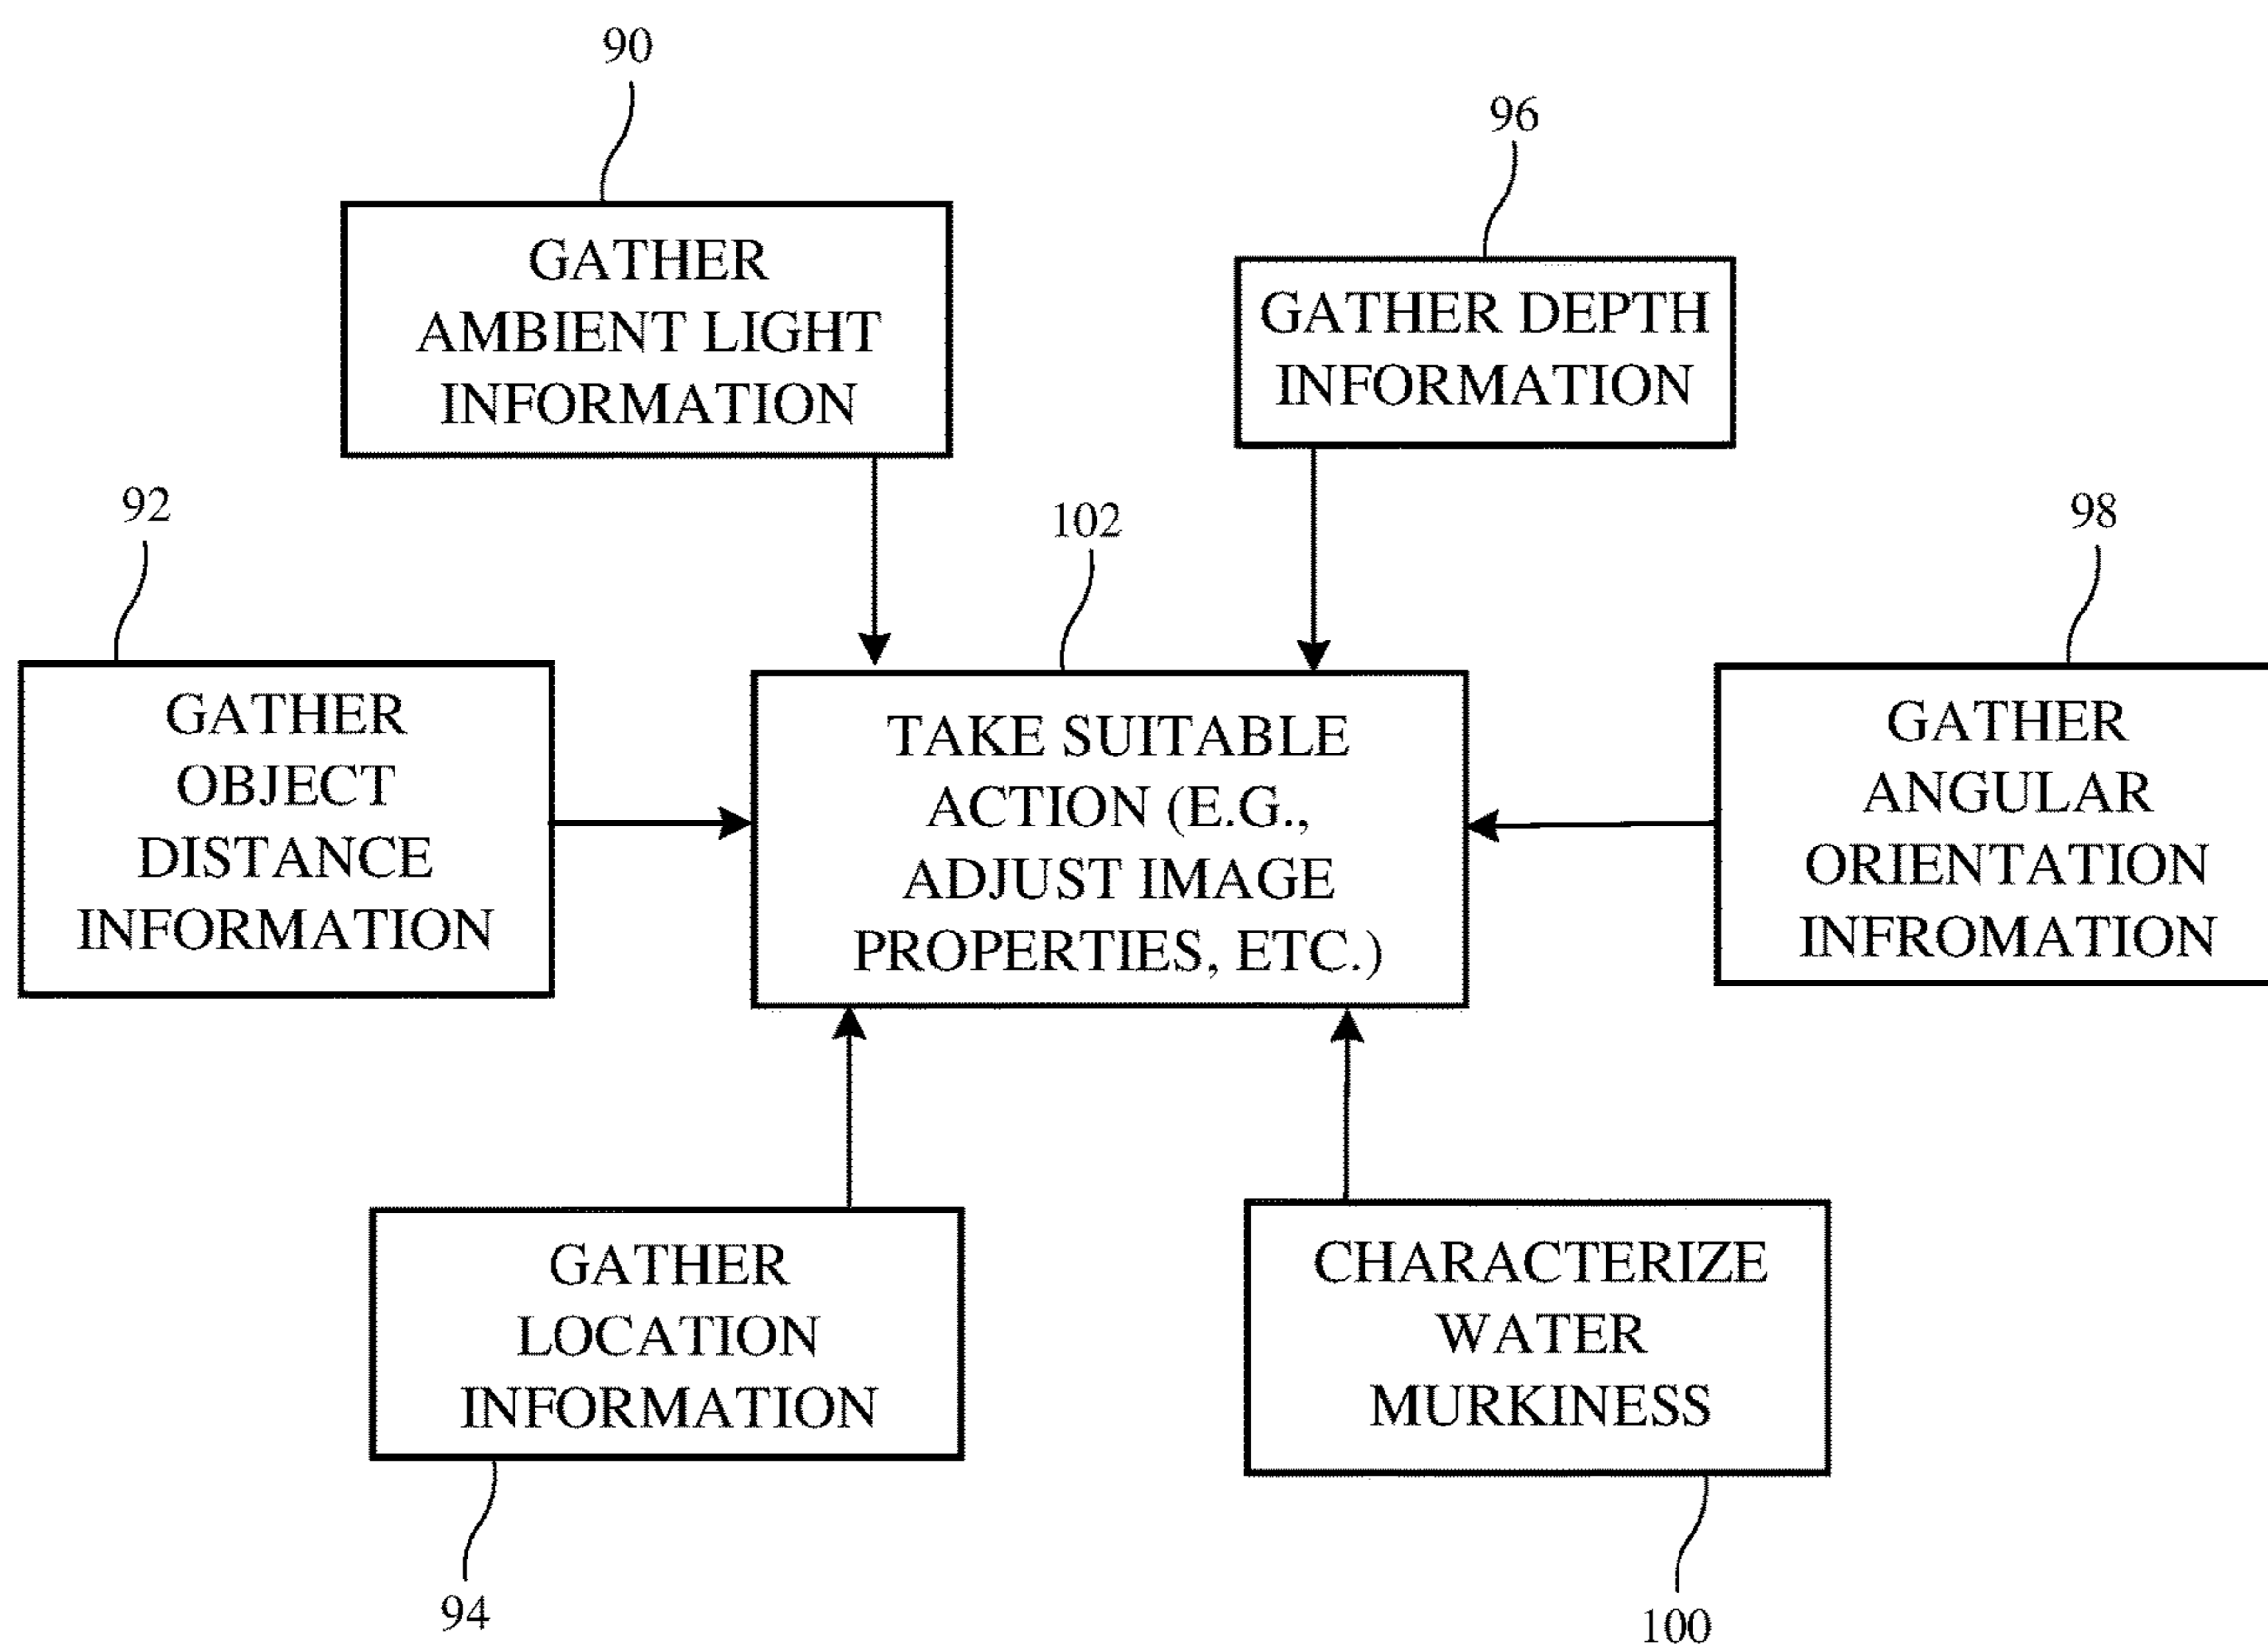 90
GATHER
AMBIENT LIGHT
INFORMATION
96
GATHER DEPTH
INFORMATION
92
GATHER
OBJECT
DISTANCE
INFORMATION
102
TAKE SUITABLE
ACTION (E.G.,
ADJUST IMAGE
PROPERTIES, ETC.)
98
GATHER
ANGULAR
ORIENTATION
INFROMATION
GATHER
LOCATION
INFORMATION
94
CHARACTERIZE
WATER
MURKINESS
100